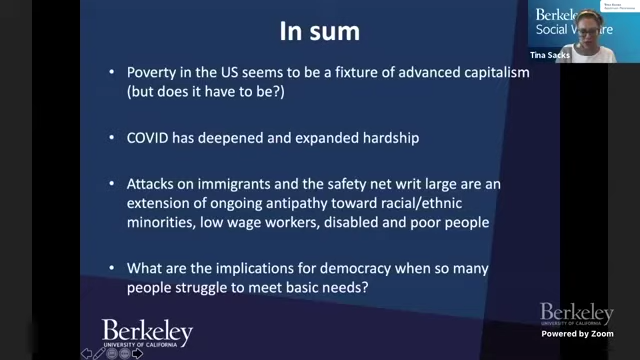 In sum
• Poverty in the US seems to be a fixture of advanced capitalism
(but does it have to be?)
• COVID has deepened and expanded hardship
• Attacks on immigrants and the safety net writ large are an
extension of ongoing antipathy toward racial/ethnic
minorities, low wage workers, disabled and poor people
• What are the implications for democracy when so many
people struggle to meet basic needs?
Berkeley
UNIVERSITY OF CALIFORNIA
Berkeley
Social
Tina Sacks
Tina Sacks
Berkeley
UNIVERSITY OF CALIFORNIA
Powered by Zoom